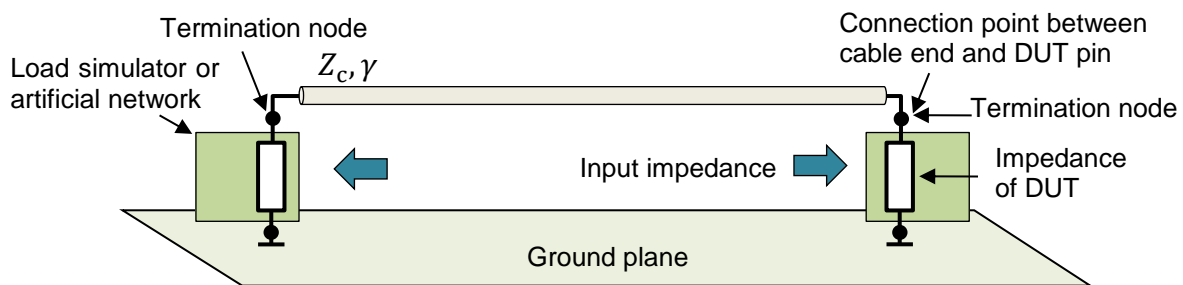 Termination node
Load simulator or
artificial network
Z_c, γ
Connection point between
cable end and DUT pin
Termination node
Input impedance
Impedance
of DUT
Ground plane